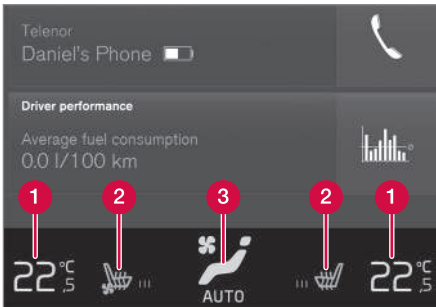 Telenor
Daniel's Phone
Driver performance
Average fuel consumption
0.0 l/100 km
1
2
3
2
1
22°C,5
AUTO
22°C,5